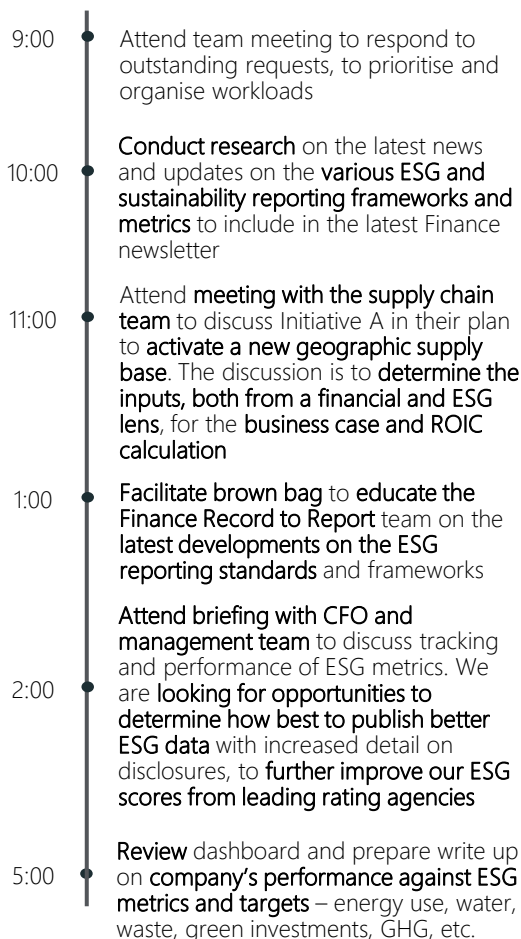 9:00
Attend team meeting to respond to
outstanding requests, to prioritise and
organise workloads
10:00
Conduct research on the latest news
and updates on the various ESG and
sustainability reporting frameworks and
metrics to include in the latest Finance
newsletter
11:00
Attend meeting with the supply chain
team to discuss Initiative A in their plan
to activate a new geographic supply
base. The discussion is to determine the
inputs, both from a financial and ESG
lens, for the business case and ROIC
calculation
1:00
Facilitate brown bag to educate the
Finance Record to Report team on the
latest developments on the ESG
reporting standards and frameworks
2:00
Attend briefing with CFO and
management team to discuss tracking
and performance of ESG metrics. We
are looking for opportunities to
determine how best to publish better
ESG data with increased detail on
disclosures, to further improve our ESG
scores from leading rating agencies
5:00
Review dashboard and prepare write up
on company's performance against ESG
metrics and targets – energy use, water,
waste, green investments, GHG, etc.